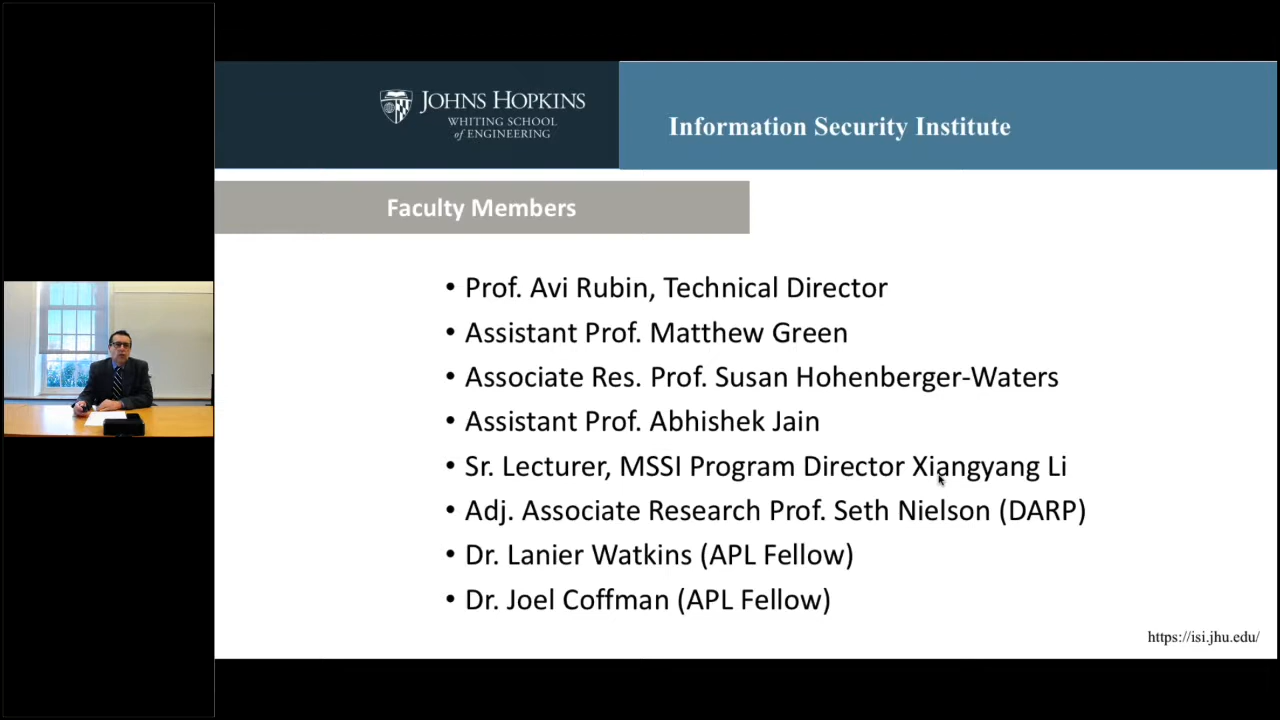 JOHNS HOPKINS
WHITING SCHOOL
of ENGINEERING
Information Security Institute
Faculty Members
• Prof. Avi Rubin, Technical Director
• Assistant Prof. Matthew Green
• Associate Res. Prof. Susan Hohenberger-Waters
• Assistant Prof. Abhishek Jain
• Sr. Lecturer, MSSI Program Director Xiangyang Li
• Adj. Associate Research Prof. Seth Nielson (DARP)
• Dr. Lanier Watkins (APL Fellow)
• Dr. Joel Coffman (APL Fellow)
https://isi.jhu.edu/